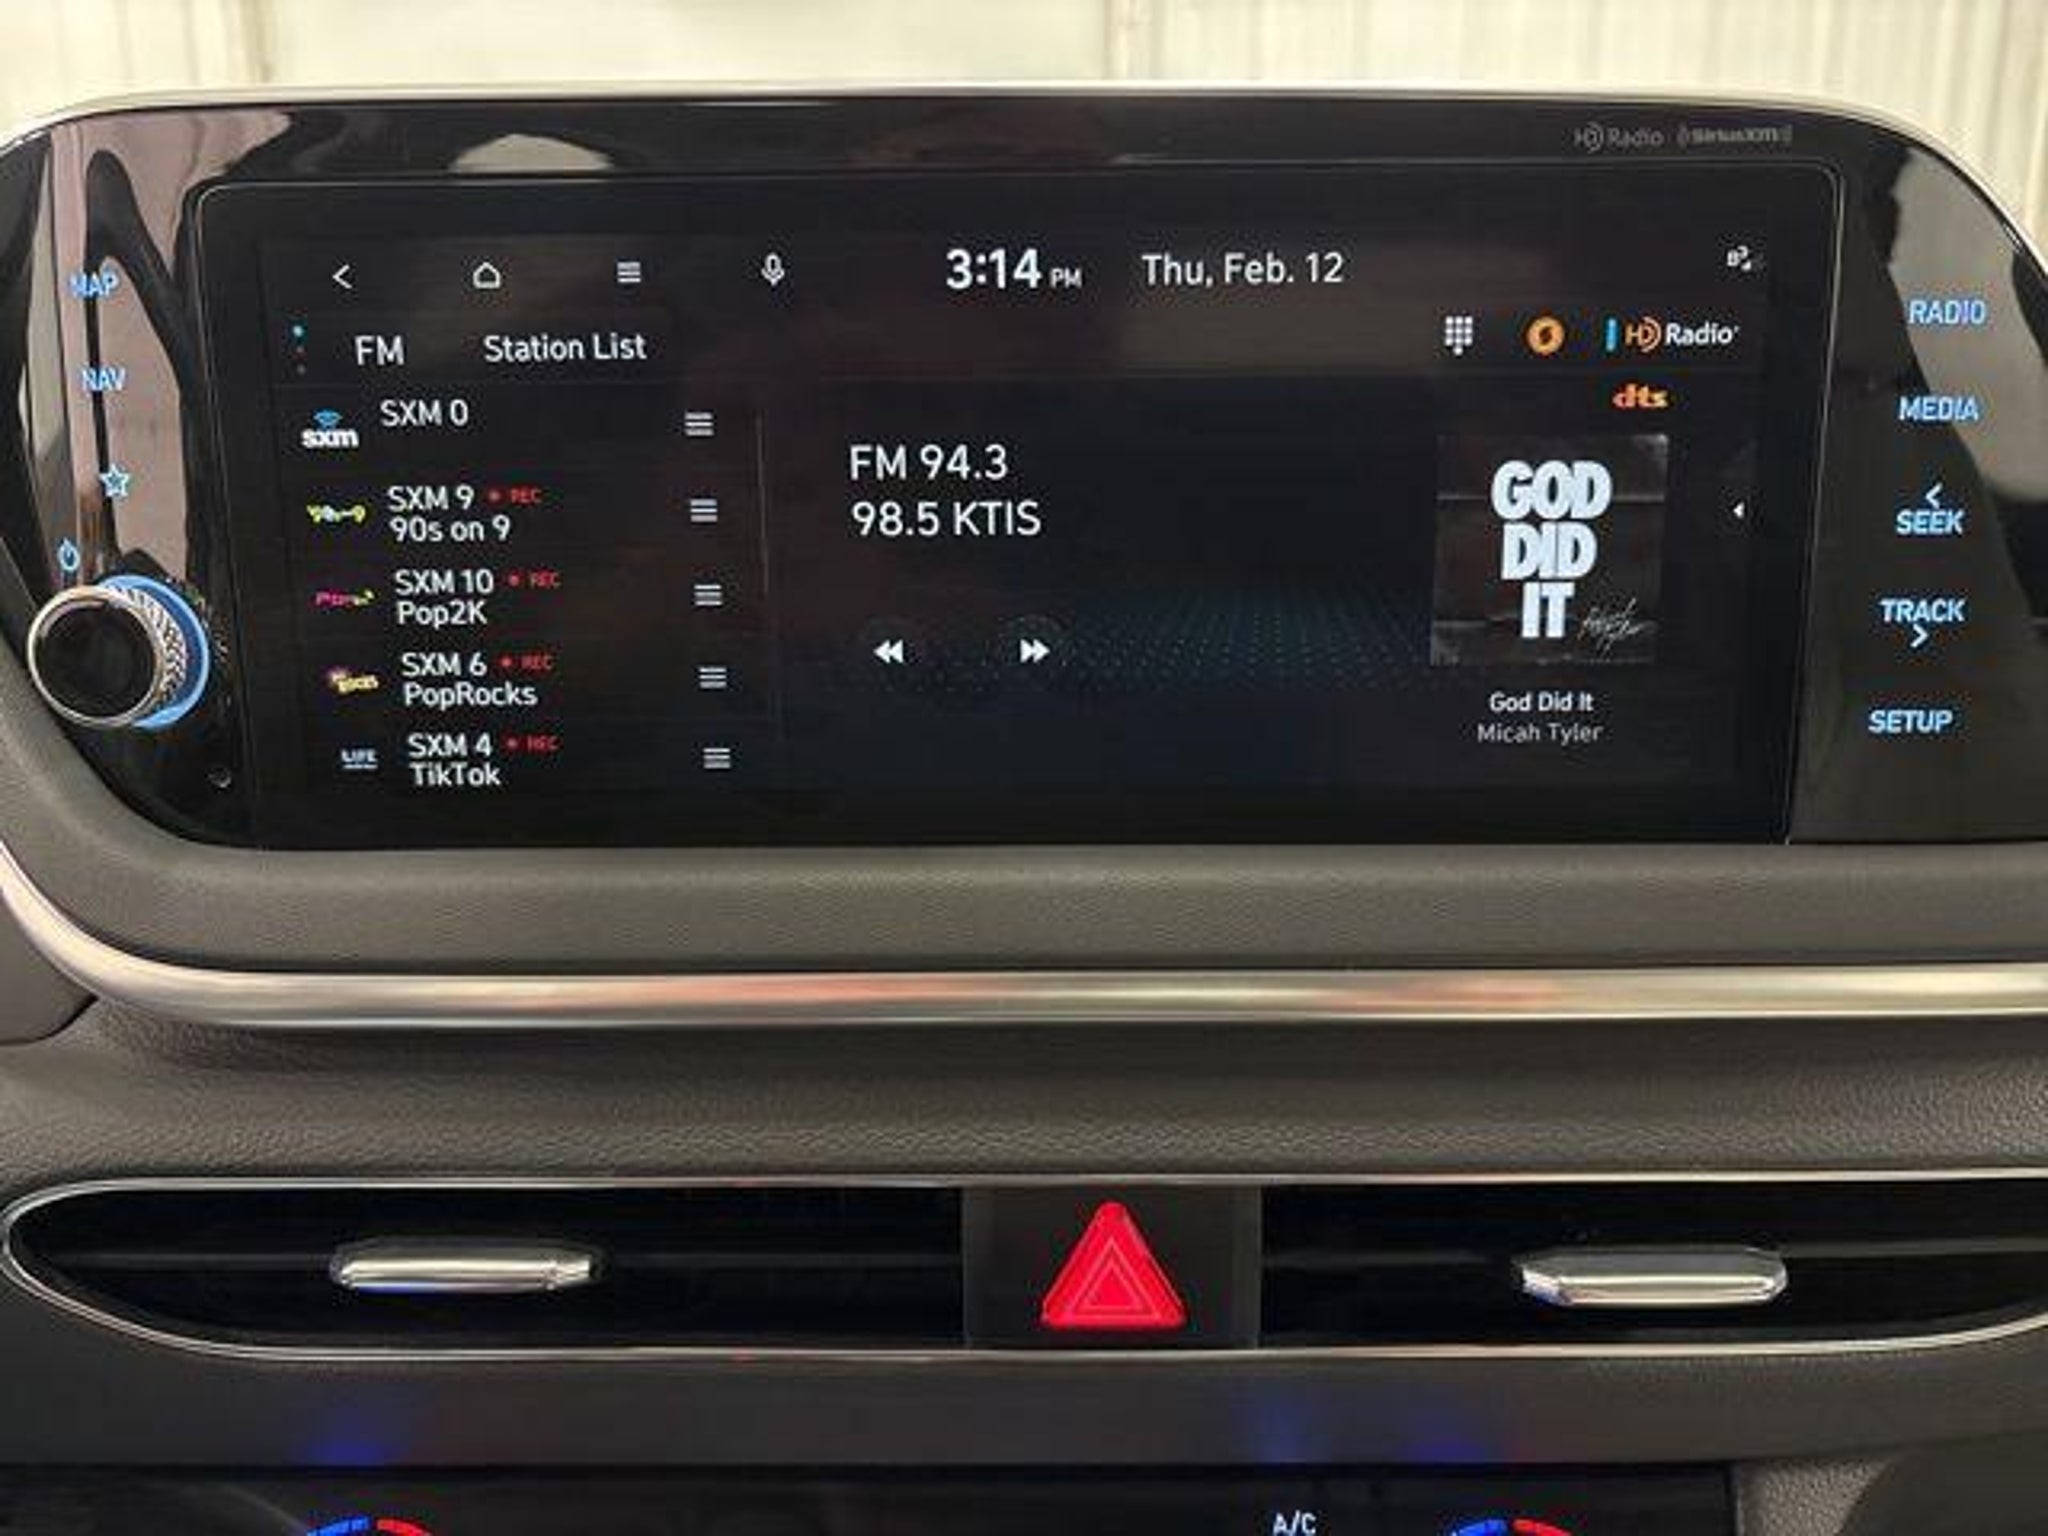 HD Radio SiriusXM
MAP
NAV
3:14 PM
Thu, Feb. 12
FM
Station List
HD Radio
dts
sxm
SXM 0
SXM 9 REC
90s on 9
SXM 10 REC
Pop2K
SXM 6 REC
PopRocks
LIFE
SXM 4 REC
TikTok
FM 94.3
98.5 KTIS
GOD
DID
IT
God Did It
Micah Tyler
RADIO
MEDIA
<
SEEK
TRACK
>
SETUP
A/C